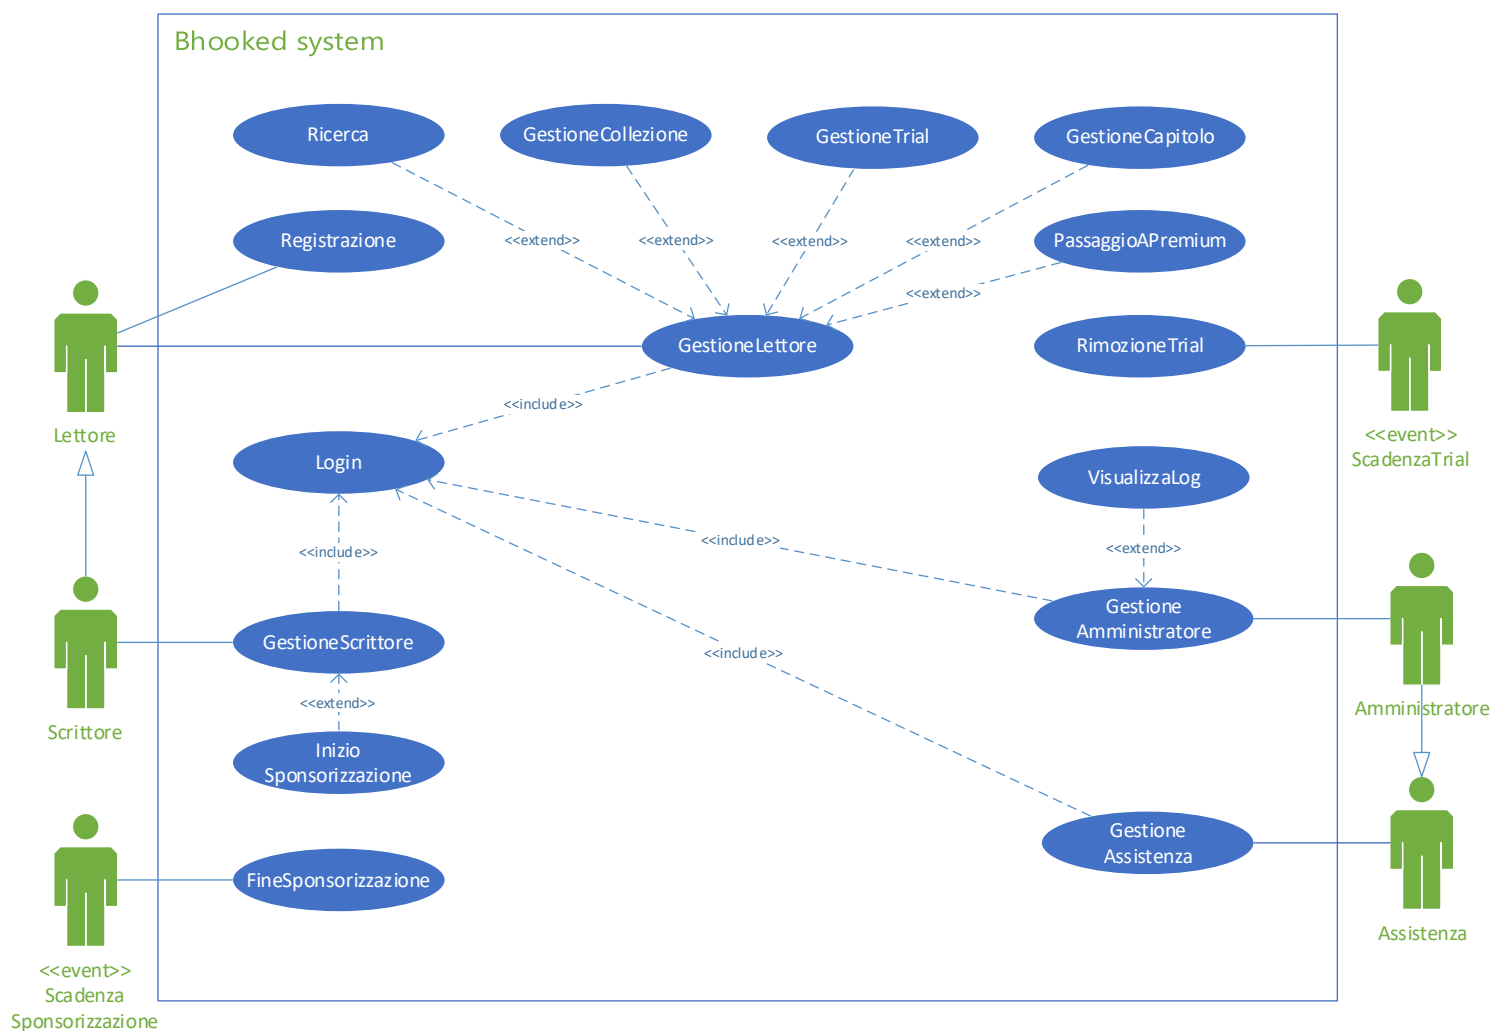 Bhooked system
Ricerca
GestioneCollezione
GestioneTrial
GestioneCapitolo
Registrazione
<<extend>>
<<extend>>
<<extend>>
<<extend>>
PassaggioAPremium
<<extend>>
GestioneLettore
RimozioneTrial
Lettore
<<event>>
ScadenzaTrial
<<include>>
Login
VisualizzaLog
<<include>>
<<include>>
<<extend>>
Gestione
Amministratore
GestioneScrittore
<<include>>
<<extend>>
Scrittore
Amministratore
Inizio
Sponsorizzazione
Gestione
Assistenza
FineSponsorizzazione
Assistenza
<<event>>
Scadenza
Sponsorizzazione